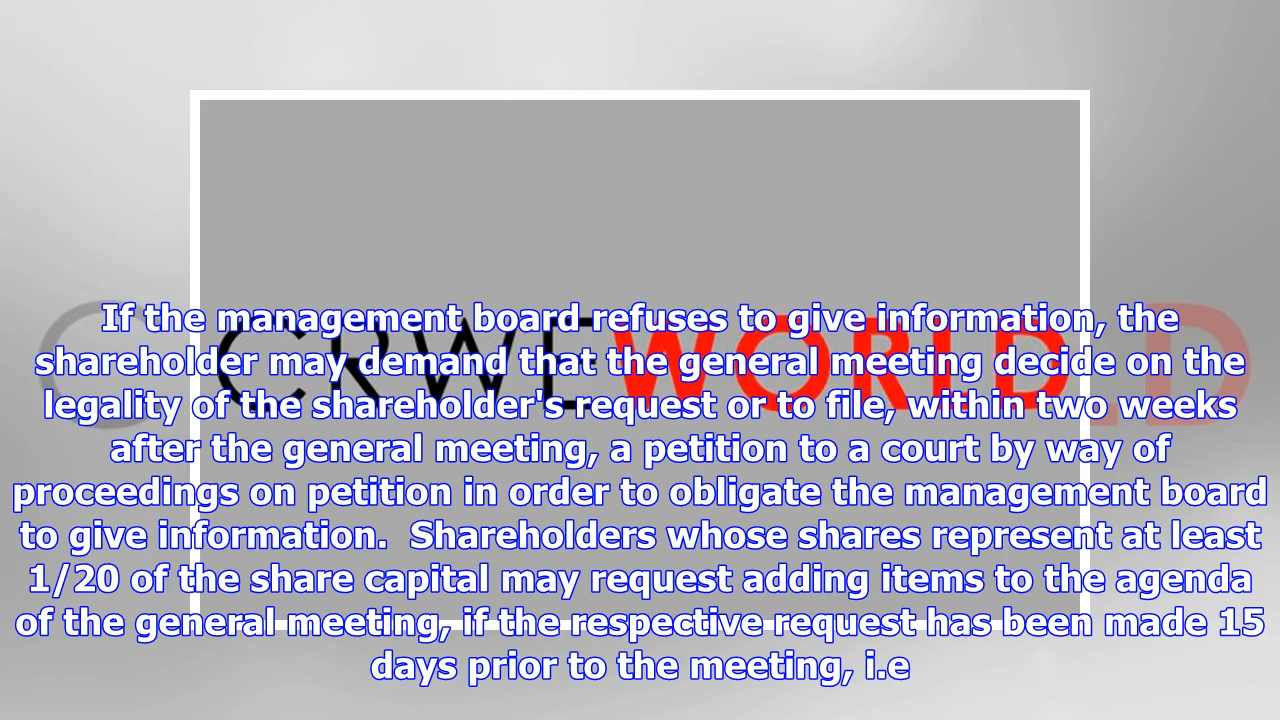 If the management board refuses to give information, the
shareholder may demand that the general meeting decide on the
legality of the shareholder's request or to file, within two weeks
after the general meeting, a petition to a court by way of
proceedings on petition in order to obligate the management board
to give information.  Shareholders whose shares represent at least
1/20 of the share capital may request adding items to the agenda
of the general meeting, if the respective request has been made 15
days prior to the meeting, i.e
CRWE WORLD